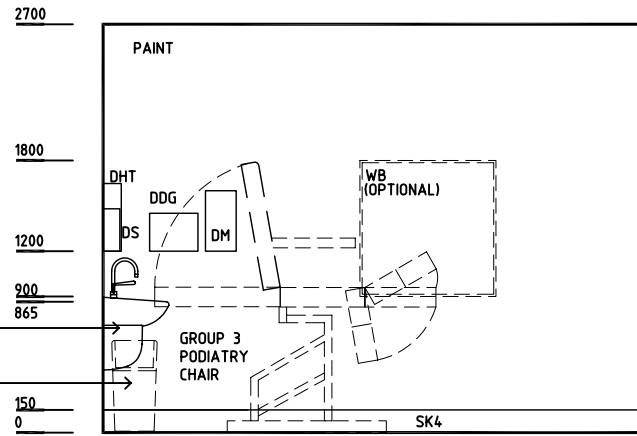 2700
PAINT
1800
DHT
WB
(OPTIONAL)
DDG
DS
DM
1200
900
865
GROUP 3
PODIATRY
CHAIR
150
0
SK4